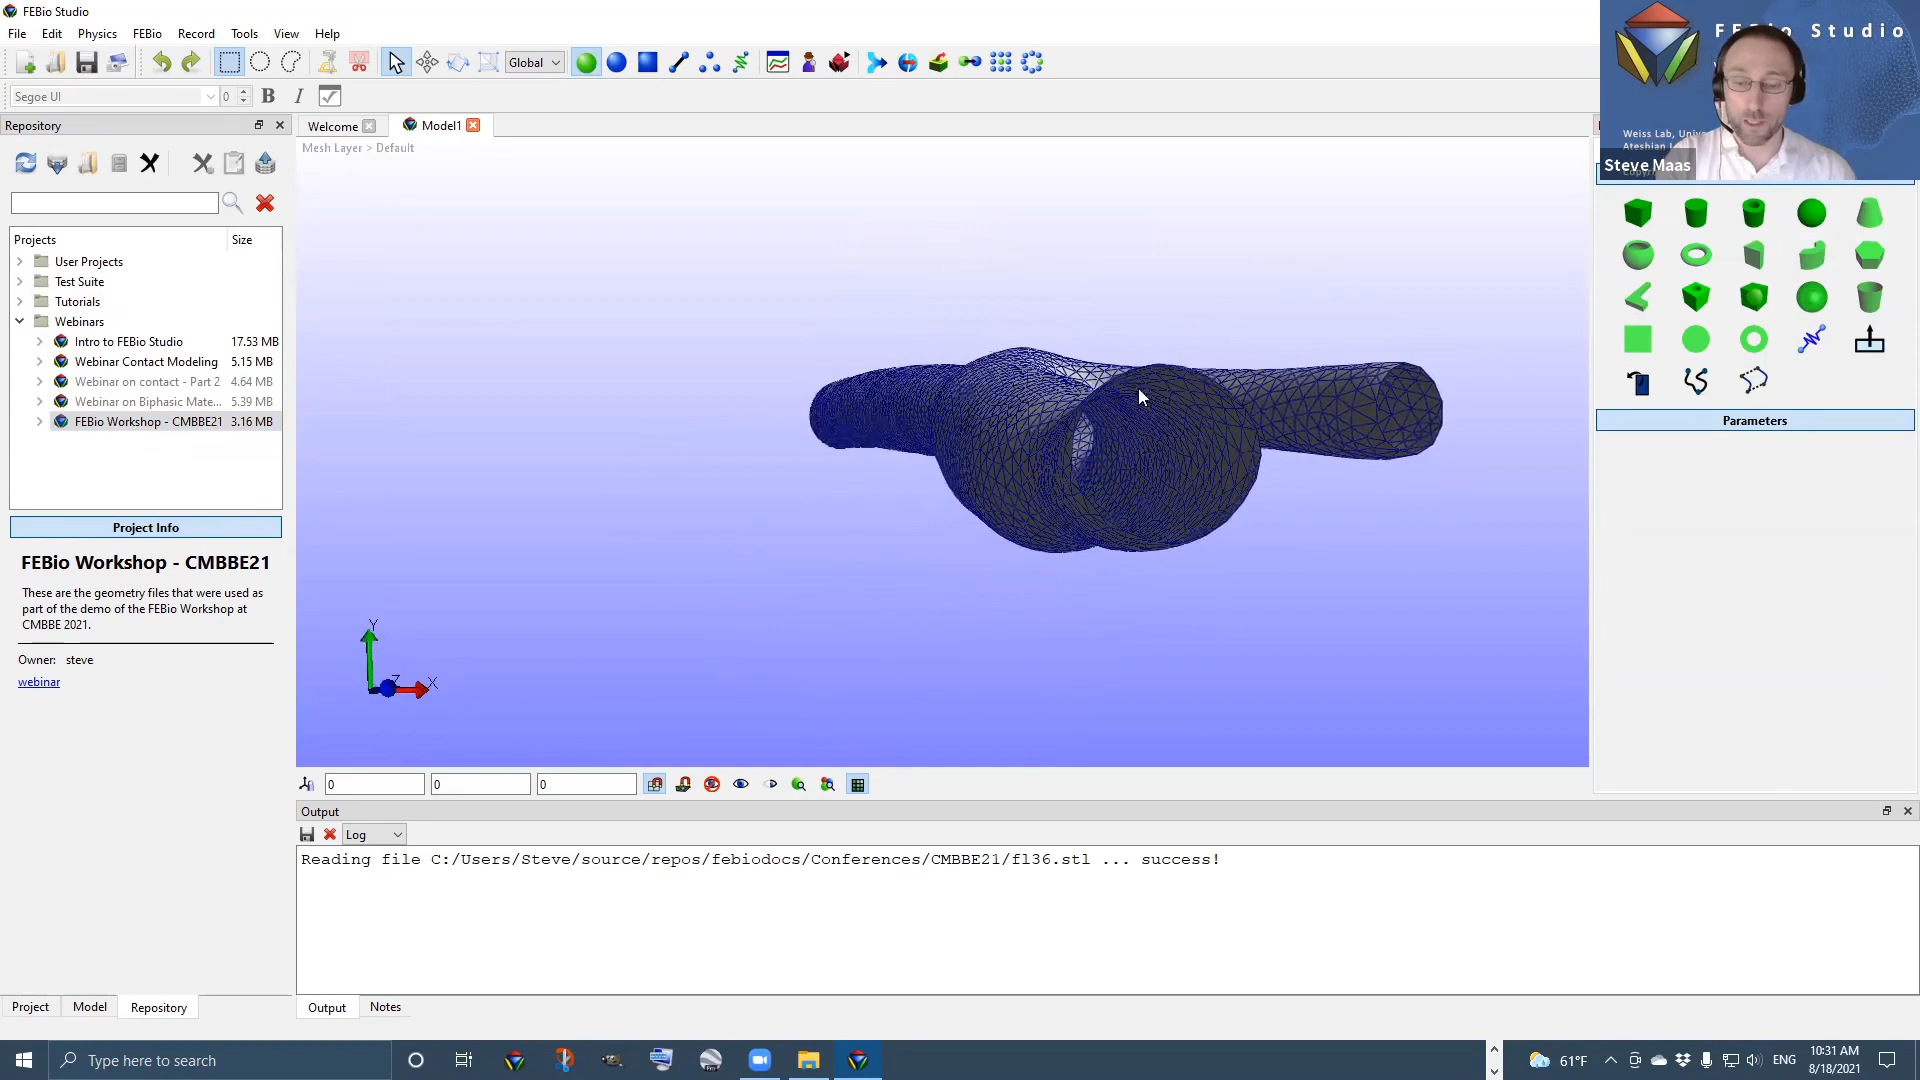 FEBio Studio
File Edit Physics FEBio Record Tools View Help
Global
Segoe UI 0 B I
Repository
Welcome Model1
Mesh Layer > Default
Projects Size
User Projects
Test Suite
Tutorials
Webinars
Intro to FEBio Studio 17.53 MB
Webinar Contact Modeling 5.15 MB
Webinar on contact - Part 2 4.64 MB
Webinar on Biphasic Mate... 5.39 MB
FEBio Workshop - CMBBE21 3.16 MB
Project Info
FEBio Workshop - CMBBE21
These are the geometry files that were used as
part of the demo of the FEBio Workshop at
CMBBE 2021.
Owner: steve
webinar
Y
Z X
0 0 0
Output
Log
Reading file C:/Users/Steve/source/repos/febiodocs/Conferences/CMBBE21/fl36.stl ... success!
Project Model Repository
Output Notes
FEBio Studio
Weiss Lab,
Ateshian
Steve Maas
Parameters
Type here to search
61°F ENG 10:31 AM
8/18/2021